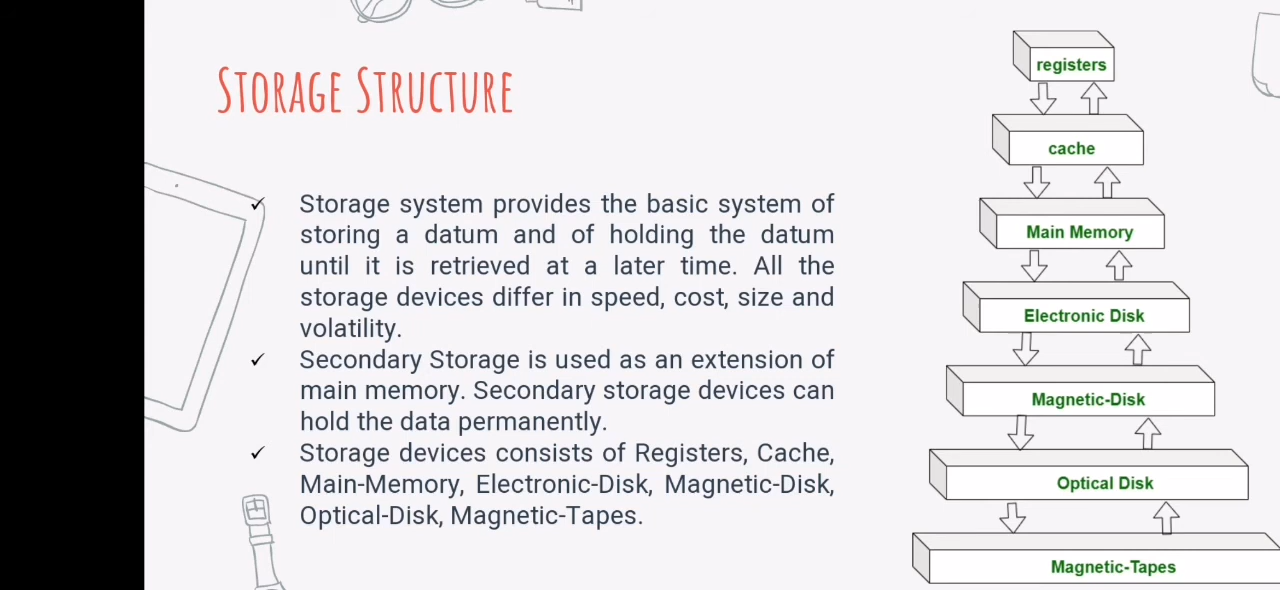 STORAGE STRUCTURE
✓ Storage system provides the basic system of
storing a datum and of holding the datum
until it is retrieved at a later time. All the
storage devices differ in speed, cost, size and
volatility.
✓ Secondary Storage is used as an extension of
main memory. Secondary storage devices can
hold the data permanently.
✓ Storage devices consists of Registers, Cache,
Main-Memory, Electronic-Disk, Magnetic-Disk,
Optical-Disk, Magnetic-Tapes.
registers
cache
Main Memory
Electronic Disk
Magnetic-Disk
Optical Disk
Magnetic-Tapes